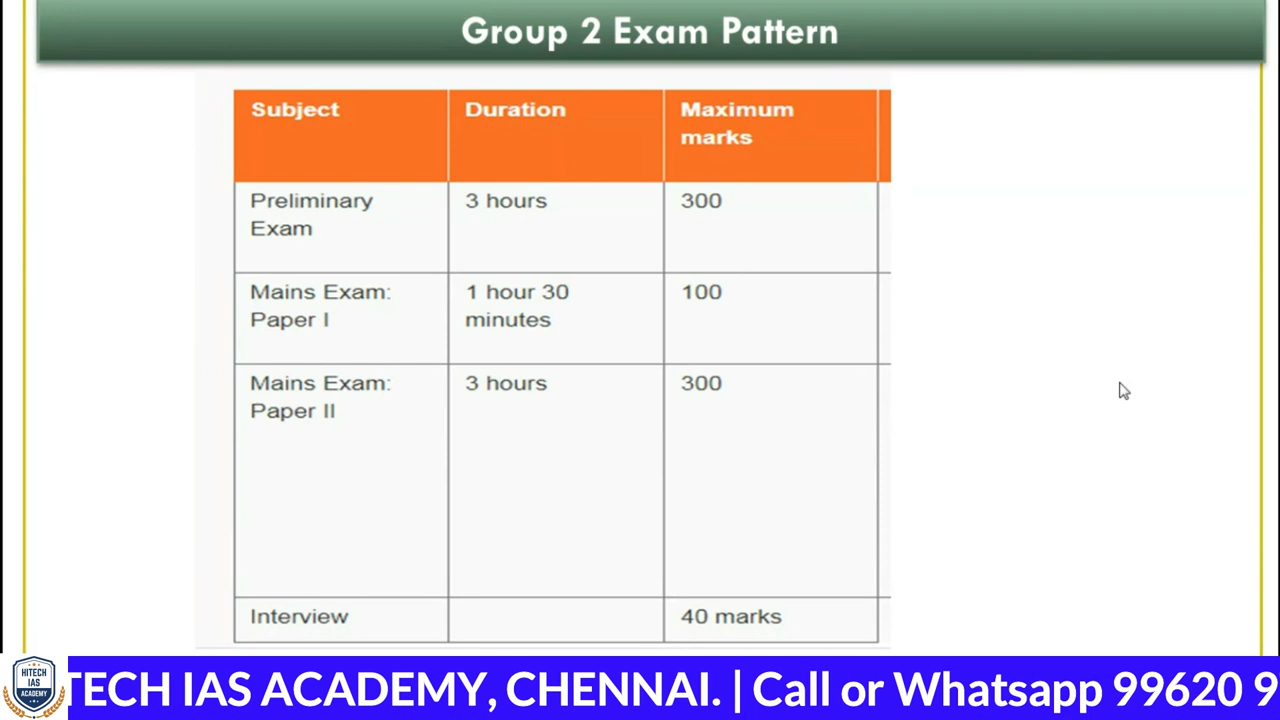 Group 2 Exam Pattern
Subject
Duration
Maximum
marks
Preliminary
Exam
3 hours
300
Mains Exam:
Paper I
1 hour 30
minutes
100
Mains Exam:
Paper II
3 hours
300
Interview
40 marks
HITECH
IAS
ACADEMY
TECH IAS ACADEMY, CHENNAI. | Call or Whatsapp 99620 9